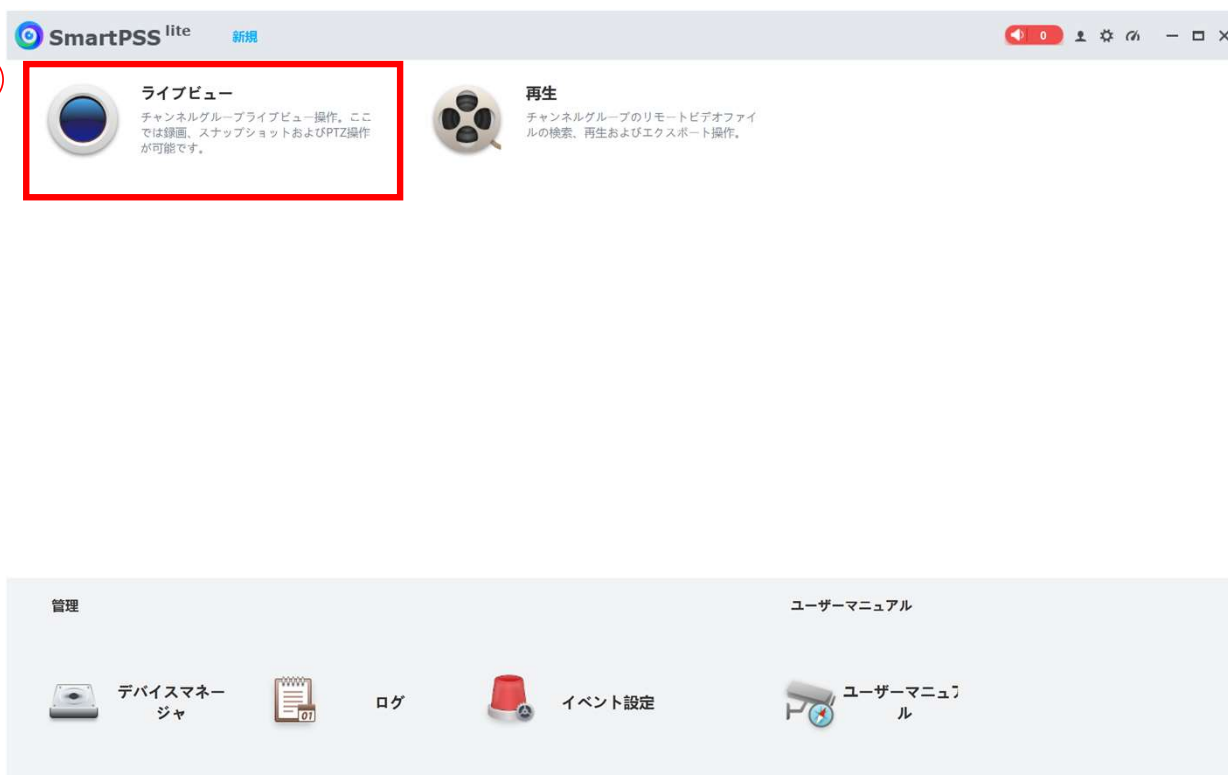 SmartPSS lite 新規
0
ライブビュー
チャンネルグループライブビュー操作。ここ
では録画、スナップショットおよびPTZ操作
が可能です。
再生
チャンネルグループのリモートビデオファイ
ルの検索、再生およびエクスポート操作。
管理
デバイスマネー
ジャ
01
ログ
イベント設定
ユーザーマニュアル
ユーザーマニュア
ル